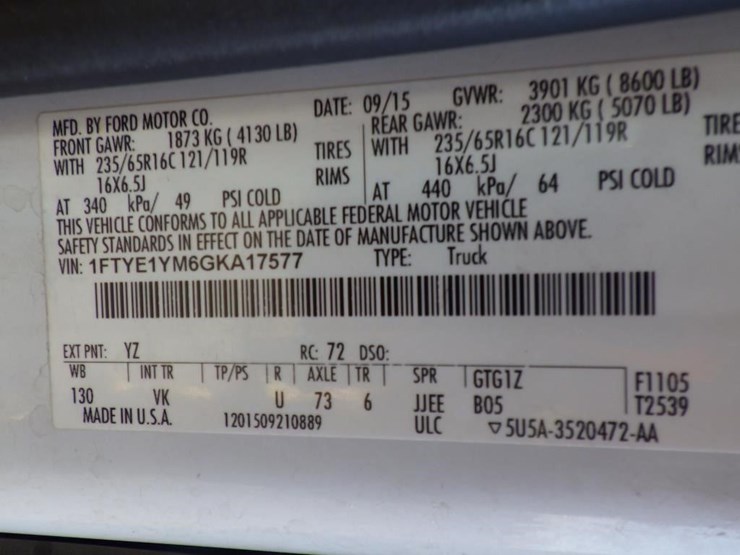 MFD. BY FORD MOTOR CO. DATE: 09/15 GVWR: 3901 KG ( 8600 LB)
FRONT GAWR: 1873 KG ( 4130 LB) REAR GAWR: 2300 KG ( 5070 LB)
WITH 235/65R16C 121/119R TIRES WITH 235/65R16C 121/119R TIRE
16X6.5J RIMS 16X6.5J RIM
AT 340 kPa/ 49 PSI COLD AT 440 kPa/ 64 PSI COLD
THIS VEHICLE CONFORMS TO ALL APPLICABLE FEDERAL MOTOR VEHICLE
SAFETY STANDARDS IN EFFECT ON THE DATE OF MANUFACTURE SHOWN ABOVE.
VIN: 1FTYE1YM6GKA17577 TYPE: Truck
EXT PNT: YZ RC: 72 DSO:
WB INT TR TP/PS R AXLE TR SPR GTG1Z F1105
130 VK U 73 6 JJEE B05 T2539
MADE IN U.S.A. 1201509210889 ULC ▽5U5A-3520472-AA